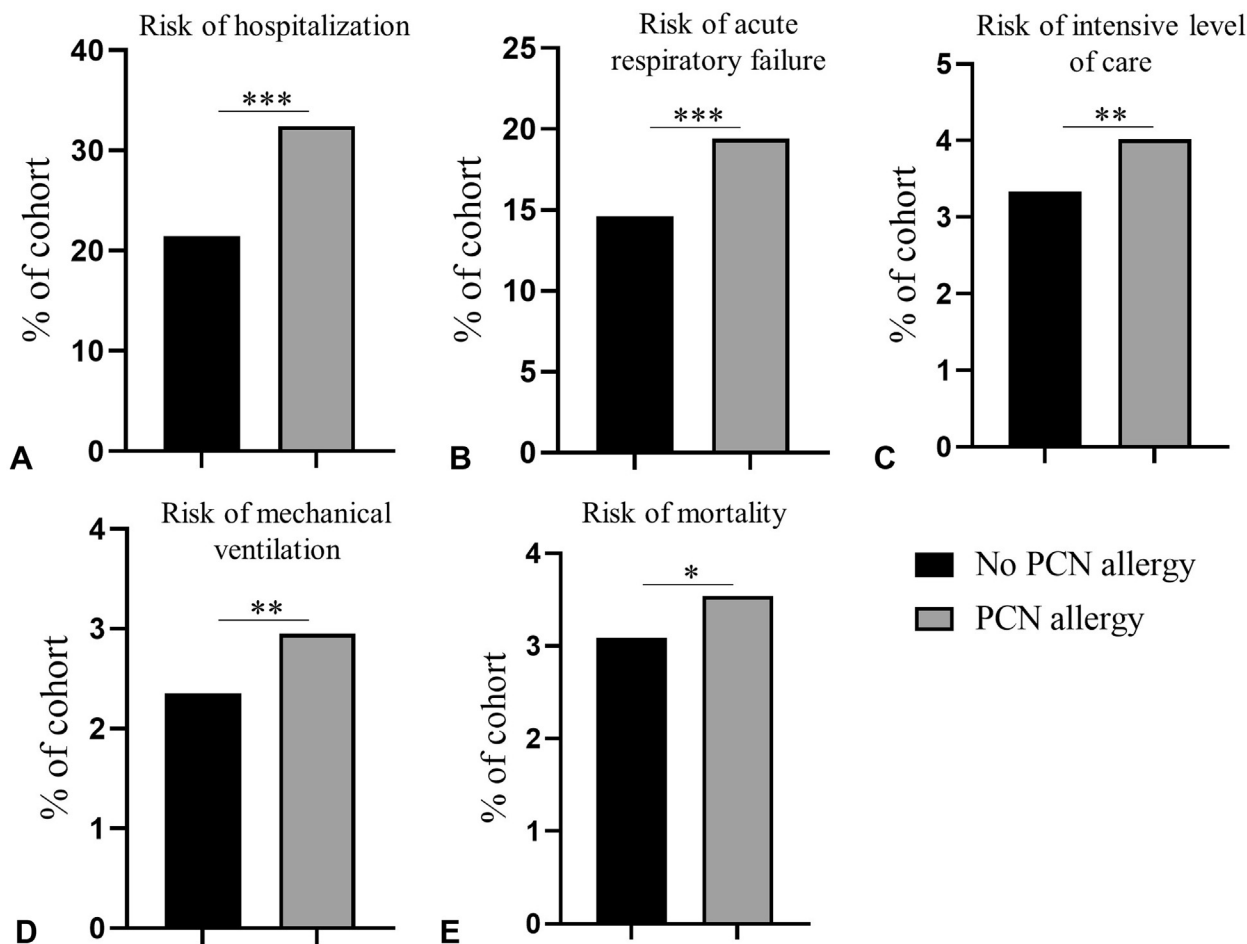 Risk of hospitalization
40
30
20
10
0
% of cohort
***
A
Risk of acute
respiratory failure
25
20
15
10
5
0
% of cohort
***
B
Risk of intensive level
of care
5
4
3
2
1
0
% of cohort
**
C
Risk of mechanical
ventilation
4
3
2
1
0
% of cohort
**
D
Risk of mortality
4
3
2
1
0
% of cohort
*
E
No PCN allergy
PCN allergy